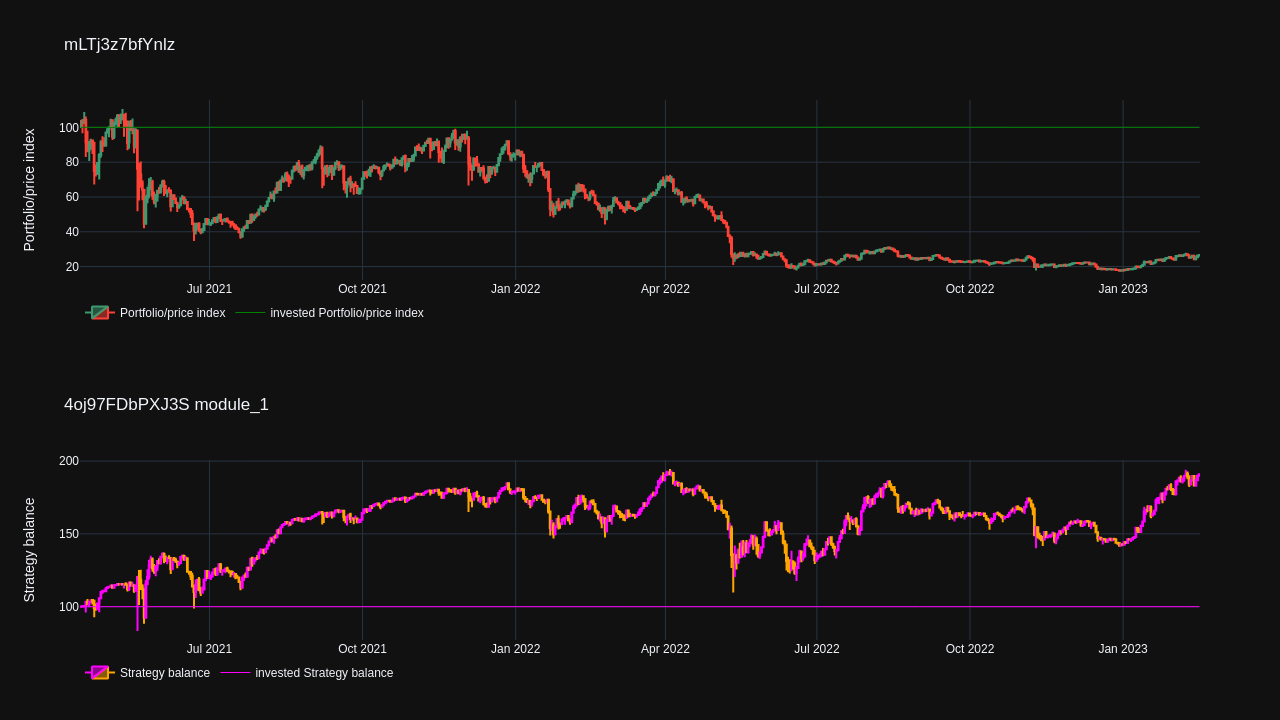 mLTj3z7bfYnlz
Portfolio/price index
100
80
60
40
20
Jul 2021 Oct 2021 Jan 2022 Apr 2022 Jul 2022 Oct 2022 Jan 2023
Portfolio/price index invested Portfolio/price index
4oj97FDbPXJ3S module_1
Strategy balance
200
150
100
Jul 2021 Oct 2021 Jan 2022 Apr 2022 Jul 2022 Oct 2022 Jan 2023
Strategy balance invested Strategy balance